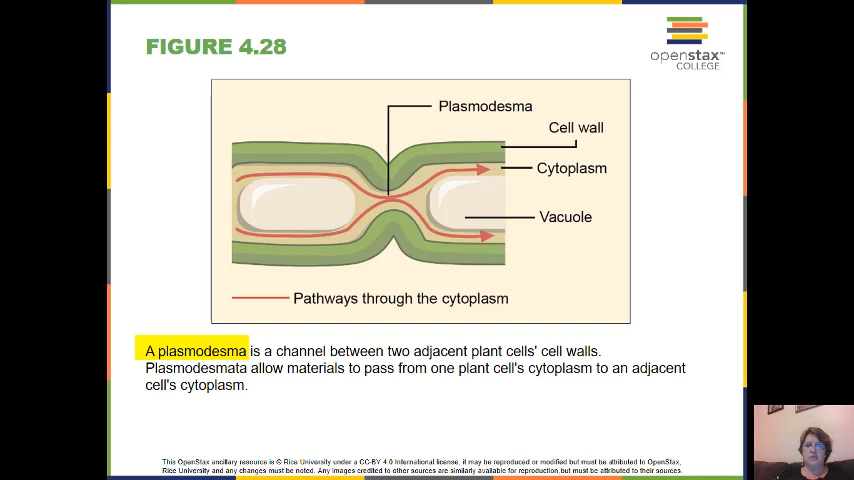 FIGURE 4.28
openstax™
COLLEGE
Plasmodesma
Cell wall
Cytoplasm
Vacuole
Pathways through the cytoplasm
A plasmodesma is a channel between two adjacent plant cells' cell walls.
Plasmodesmata allow materials to pass from one plant cell's cytoplasm to an adjacent
cell's cytoplasm.
This OpenStax ancillary resource is © Rice University under a CC-BY 4.0 International license; it may be reproduced or modified but must be attributed to OpenStax,
Rice University and any changes must be noted. Any images credited to other sources are similarly available for reproduction, but must be attributed to their sources.